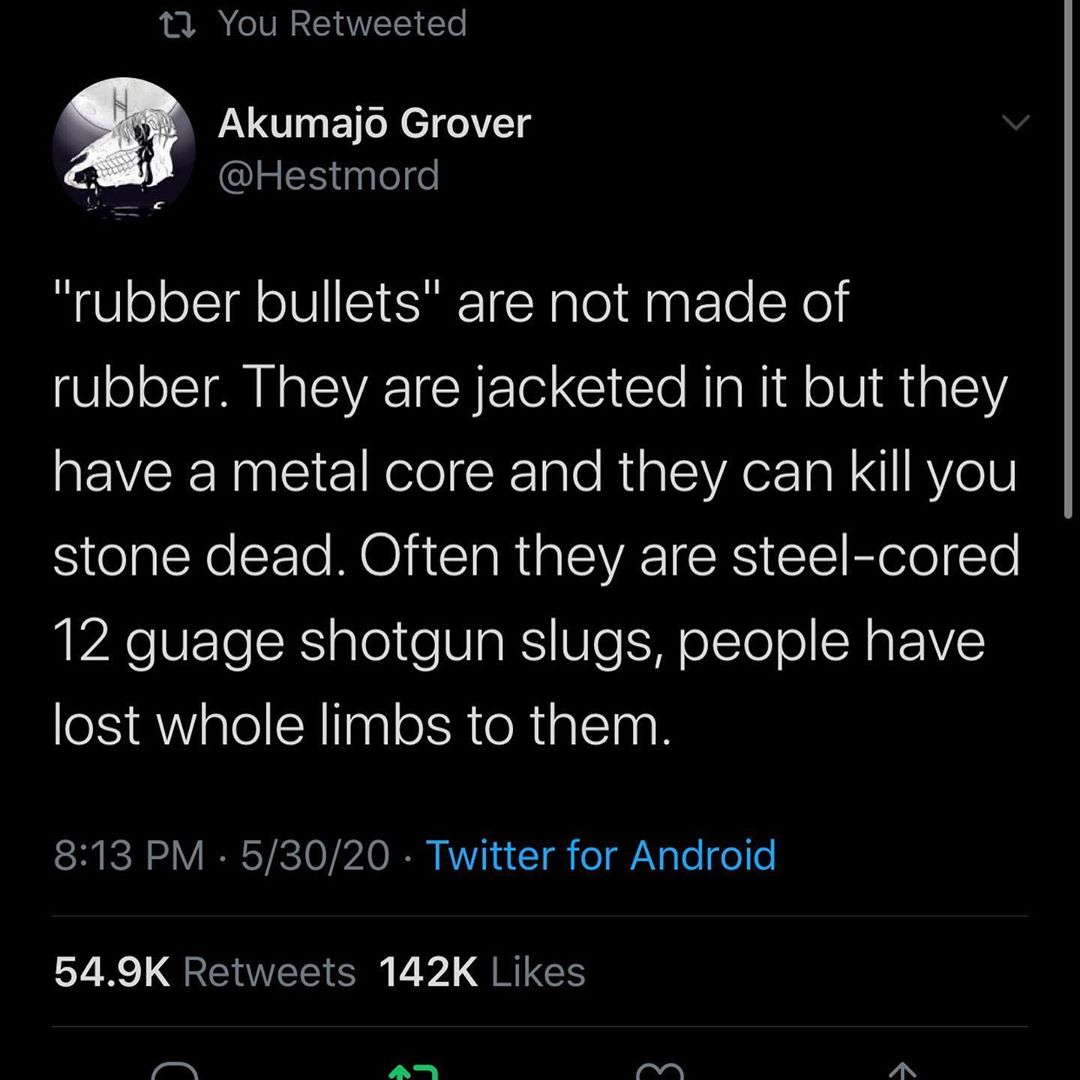 You Retweeted
Akumajō Grover
@Hestmord
"rubber bullets" are not made of
rubber. They are jacketed in it but they
have a metal core and they can kill you
stone dead. Often they are steel-cored
12 guage shotgun slugs, people have
lost whole limbs to them.
8:13 PM · 5/30/20 · Twitter for Android
54.9K Retweets 142K Likes